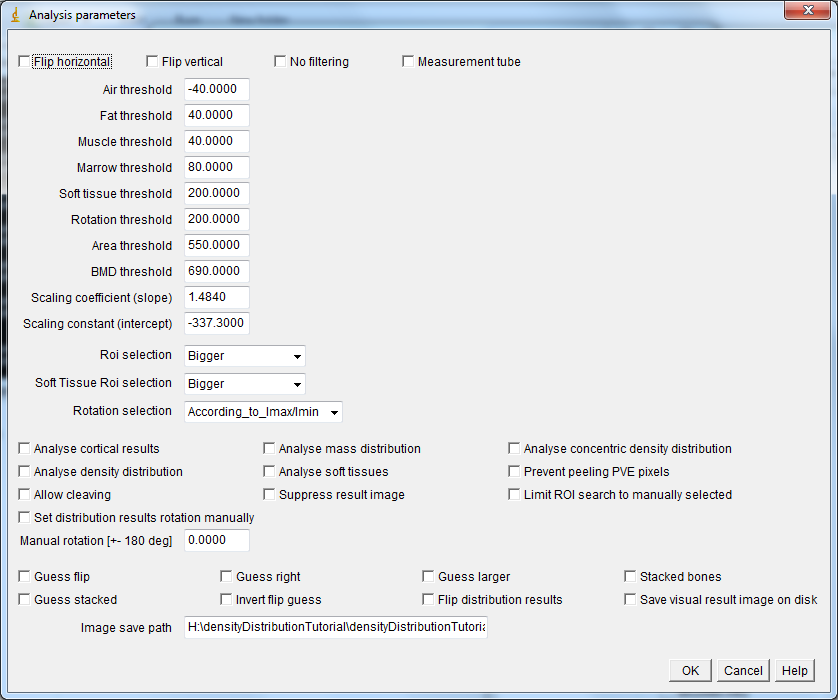 Analysis parameters
Flip horizontal Flip vertical No filtering Measurement tube
Air threshold -40.0000
Fat threshold 40.0000
Muscle threshold 40.0000
Marrow threshold 80.0000
Soft tissue threshold 200.0000
Rotation threshold 200.0000
Area threshold 550.0000
BMD threshold 690.0000
Scaling coefficient (slope) 1.4840
Scaling constant (intercept) -337.3000
Roi selection Bigger
Soft Tissue Roi selection Bigger
Rotation selection According_to_Imax/Imin
Analyse cortical results Analyse mass distribution Analyse concentric density distribution
Analyse density distribution Analyse soft tissues Prevent peeling PVE pixels
Allow cleaving Suppress result image Limit ROI search to manually selected
Set distribution results rotation manually
Manual rotation [+- 180 deg] 0.0000
Guess flip Guess right Guess larger Stacked bones
Guess stacked Invert flip guess Flip distribution results Save visual result image on disk
Image save path H:\densityDistributionTutorial\densityDistributionTutoria
OK Cancel Help